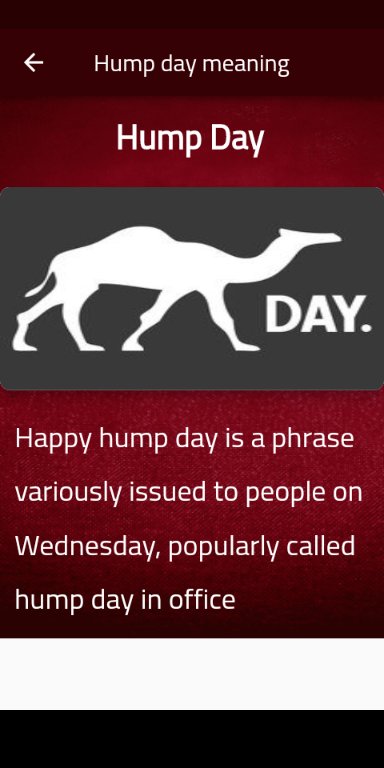 Hump day meaning
Hump Day
DAY.
Happy hump day is a phrase
variously issued to people on
Wednesday, popularly called
hump day in office